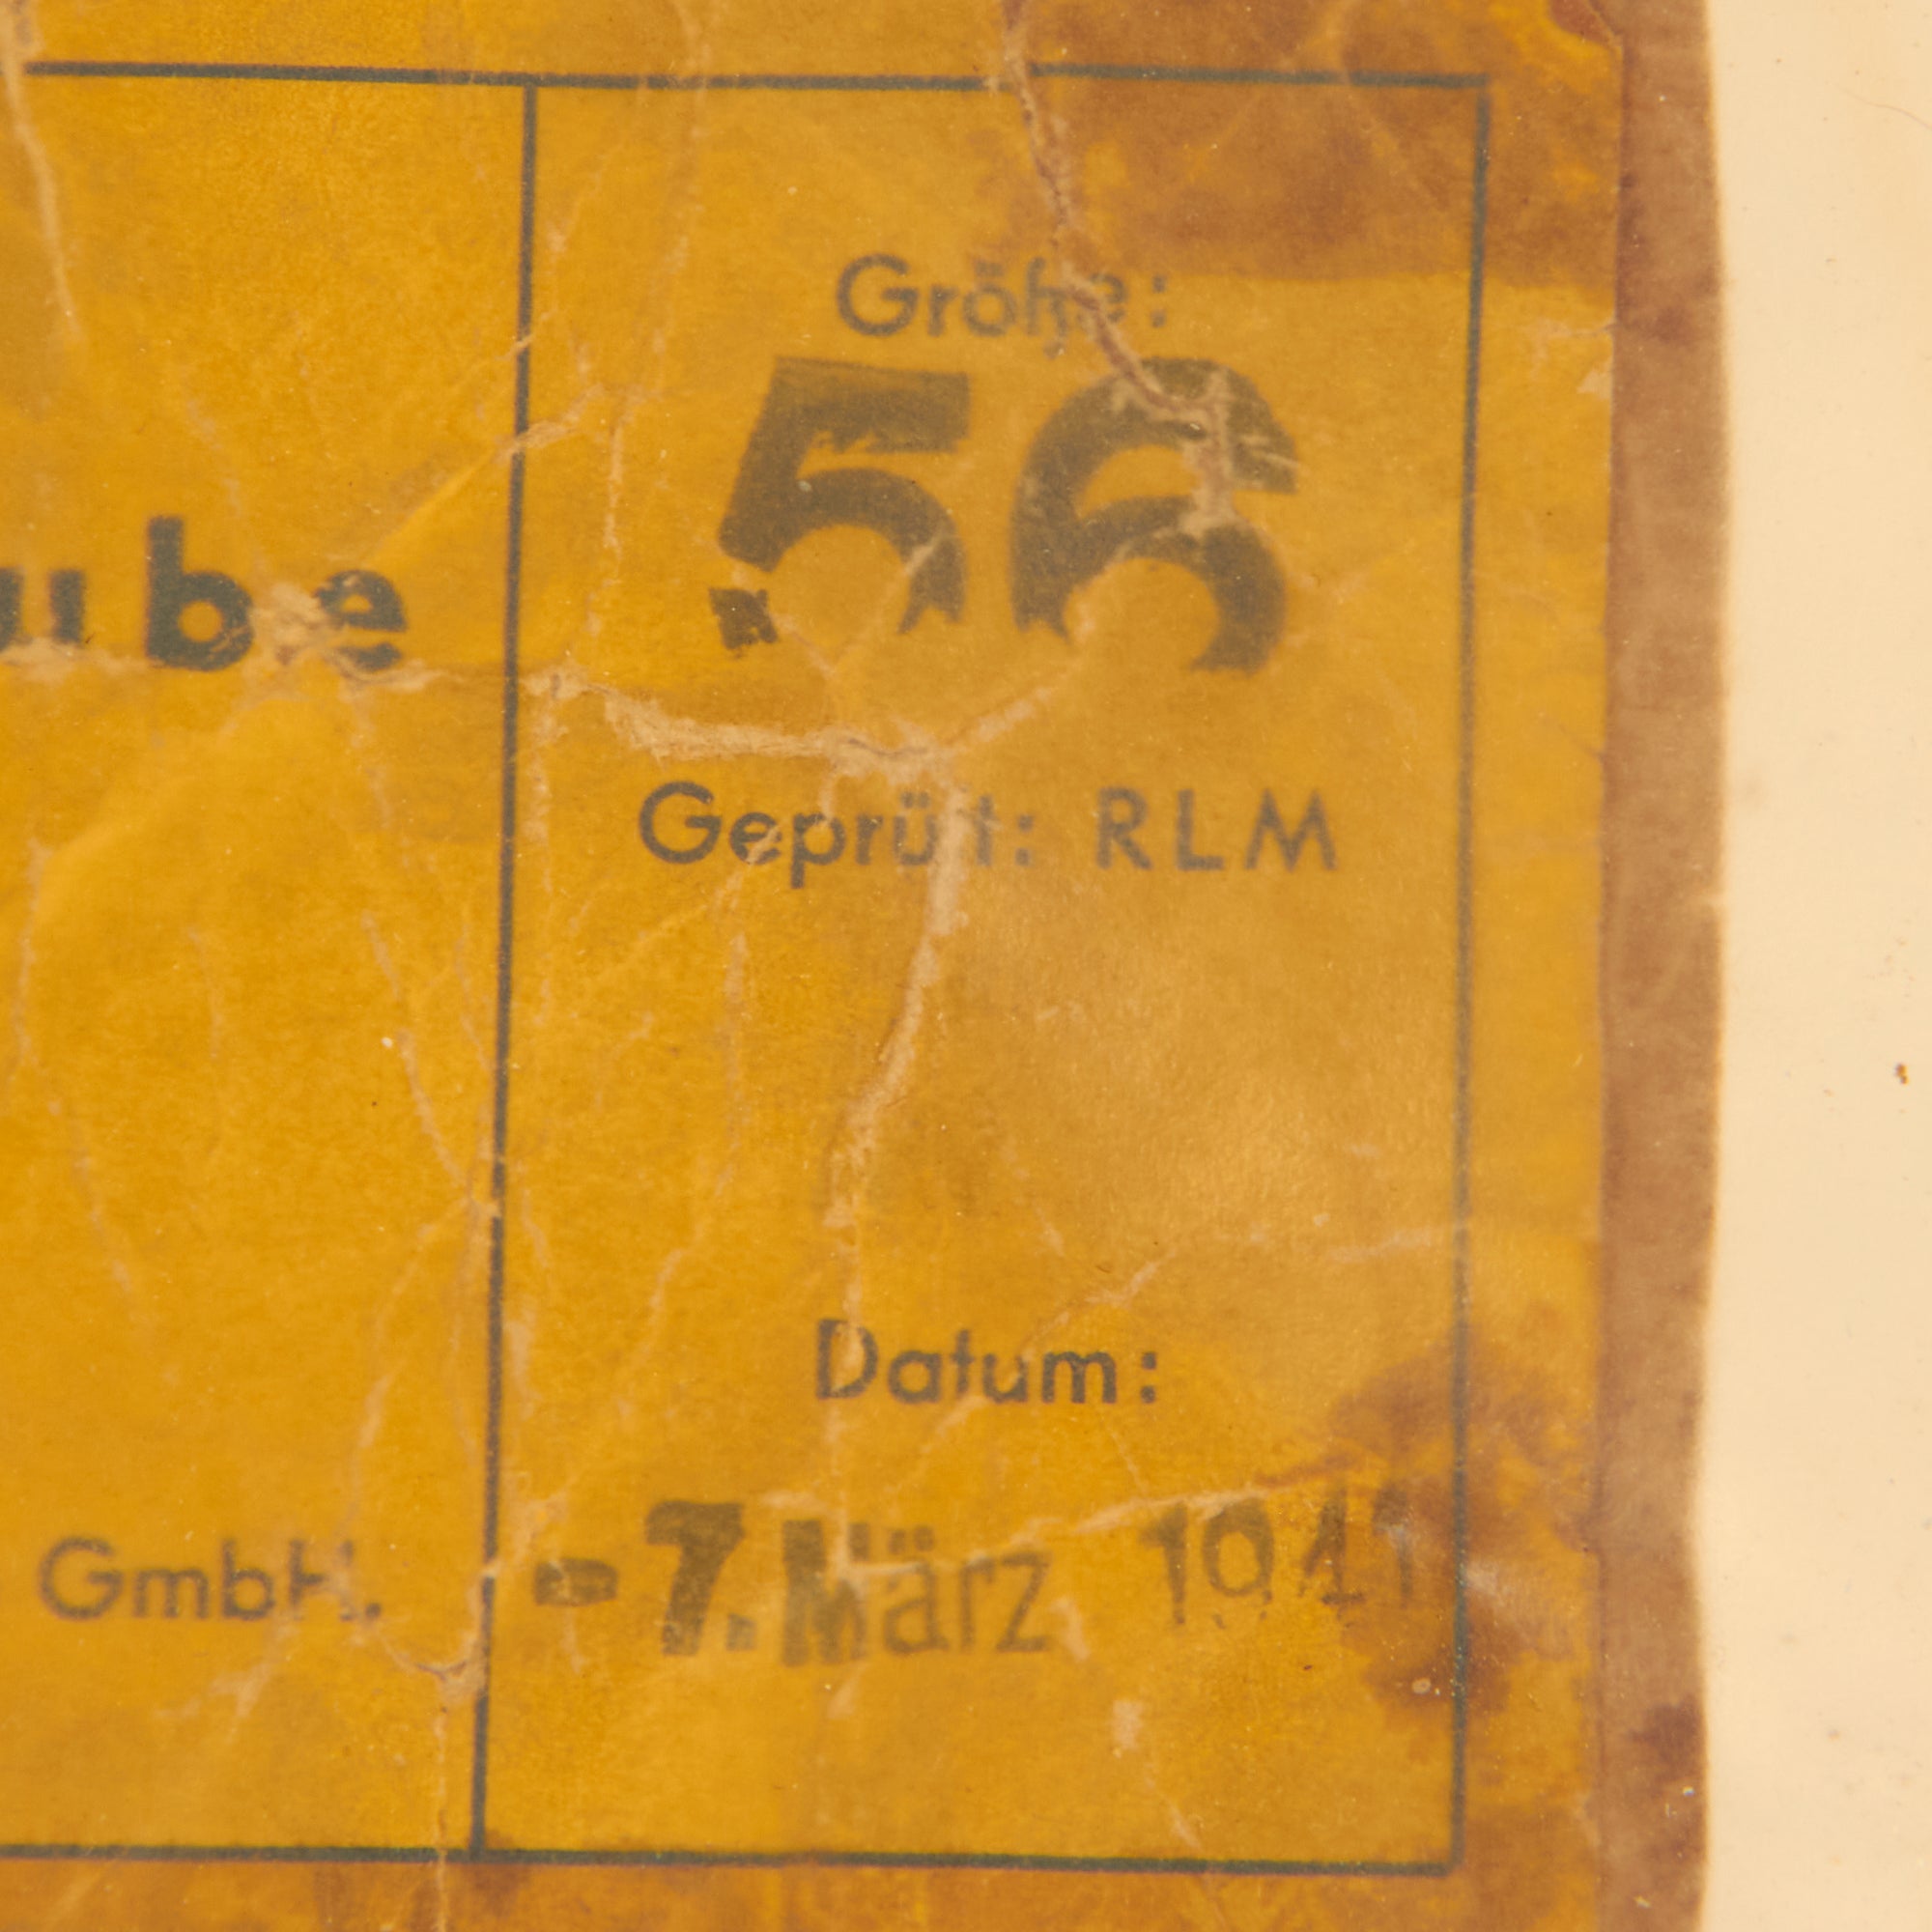 Größe:
56
ube
Geprüft: RLM
Datum:
GmbH.
-7. März 1941